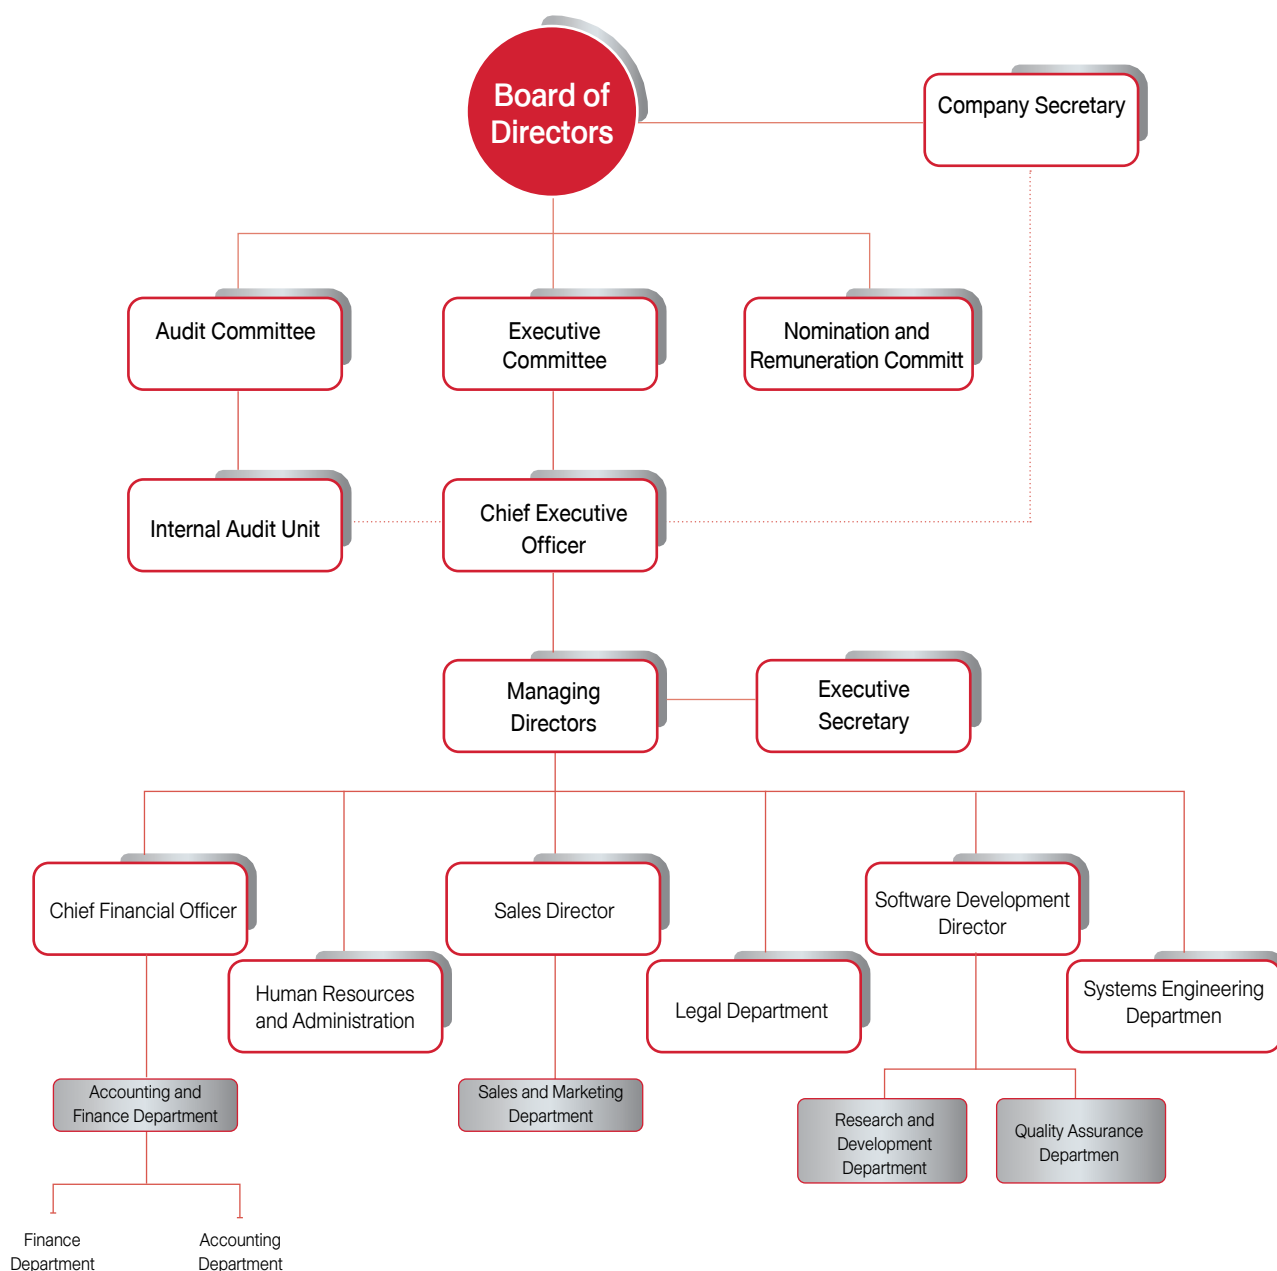 Board of
Directors
Company Secretary
Audit Committee
Executive
Committee
Nomination and
Remuneration Committ
Internal Audit Unit
Chief Executive
Officer
Managing
Directors
Executive
Secretary
Chief Financial Officer
Sales Director
Software Development
Director
Human Resources
and Administration
Legal Department
Systems Engineering
Departmen
Accounting and
Finance Department
Sales and Marketing
Department
Research and
Development
Department
Quality Assurance
Departmen
Finance
Department
Accounting
Department